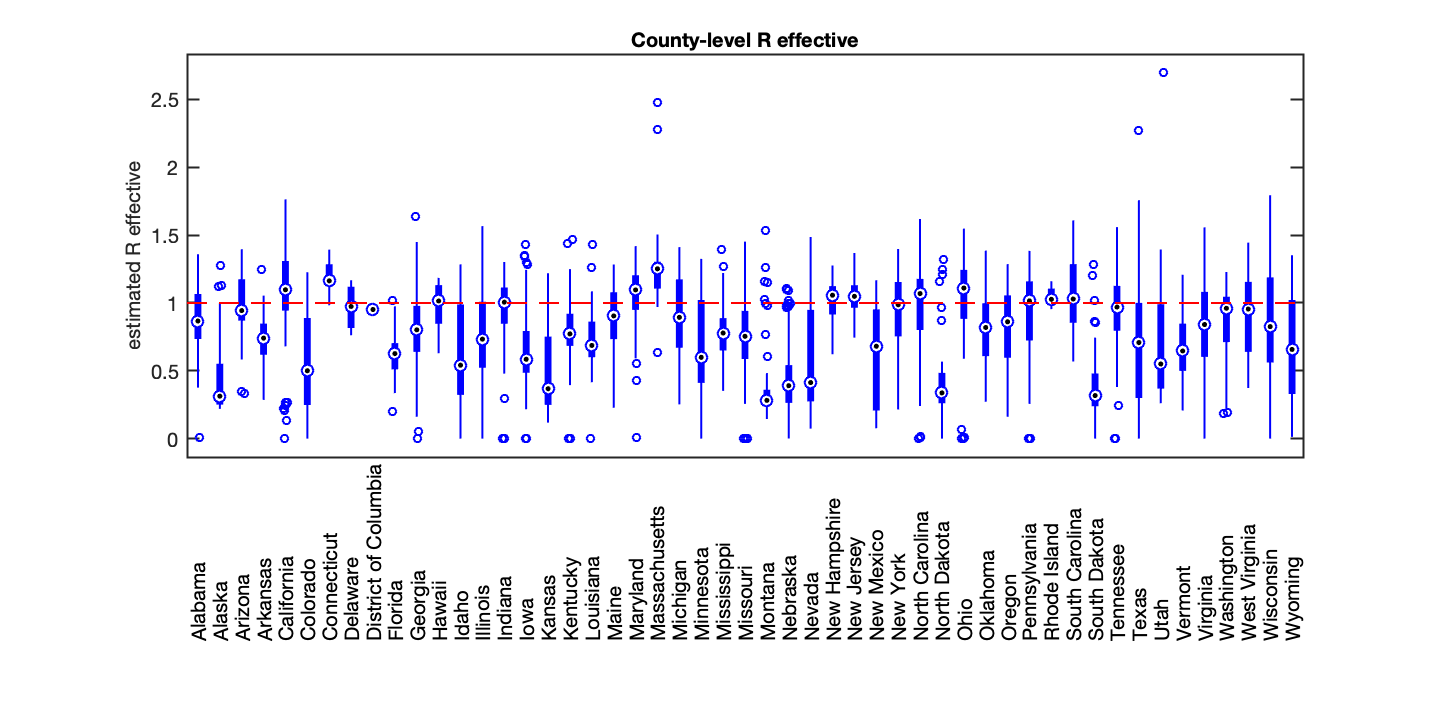 County-level R effective
estimated R effective
2.5
2
1.5
1
0.5
0
Alabama
Alaska
Arizona
Arkansas
California
Colorado
Connecticut
Delaware
District of Columbia
Florida
Georgia
Hawaii
Idaho
Illinois
Indiana
Iowa
Kansas
Kentucky
Louisiana
Maine
Maryland
Massachusetts
Michigan
Minnesota
Mississippi
Missouri
Montana
Nebraska
Nevada
New Hampshire
New Jersey
New Mexico
New York
North Carolina
North Dakota
Ohio
Oklahoma
Oregon
Pennsylvania
Rhode Island
South Carolina
South Dakota
Tennessee
Texas
Utah
Vermont
Virginia
Washington
West Virginia
Wisconsin
Wyoming